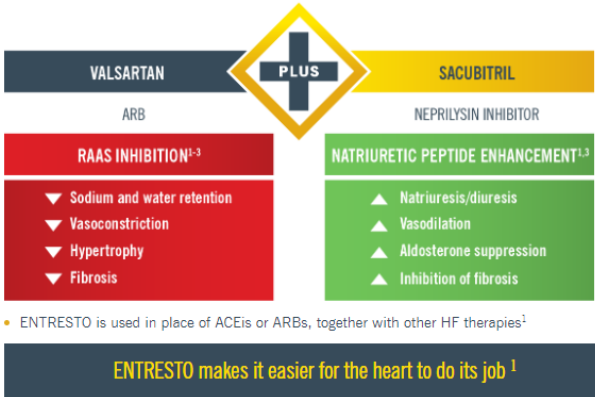 VALSARTAN
PLUS
SACUBITRIL
ARB
NEPRILYSIN INHIBITOR
RAAS INHIBITION1-3
Sodium and water retention
Vasoconstriction
Hypertrophy
Fibrosis
NATRIURETIC PEPTIDE ENHANCEMENT1,3
Natriuresis/diuresis
Vasodilation
Aldosterone suppression
Inhibition of fibrosis
• ENTRESTO is used in place of ACEis or ARBs, together with other HF therapies1
ENTRESTO makes it easier for the heart to do its job 1